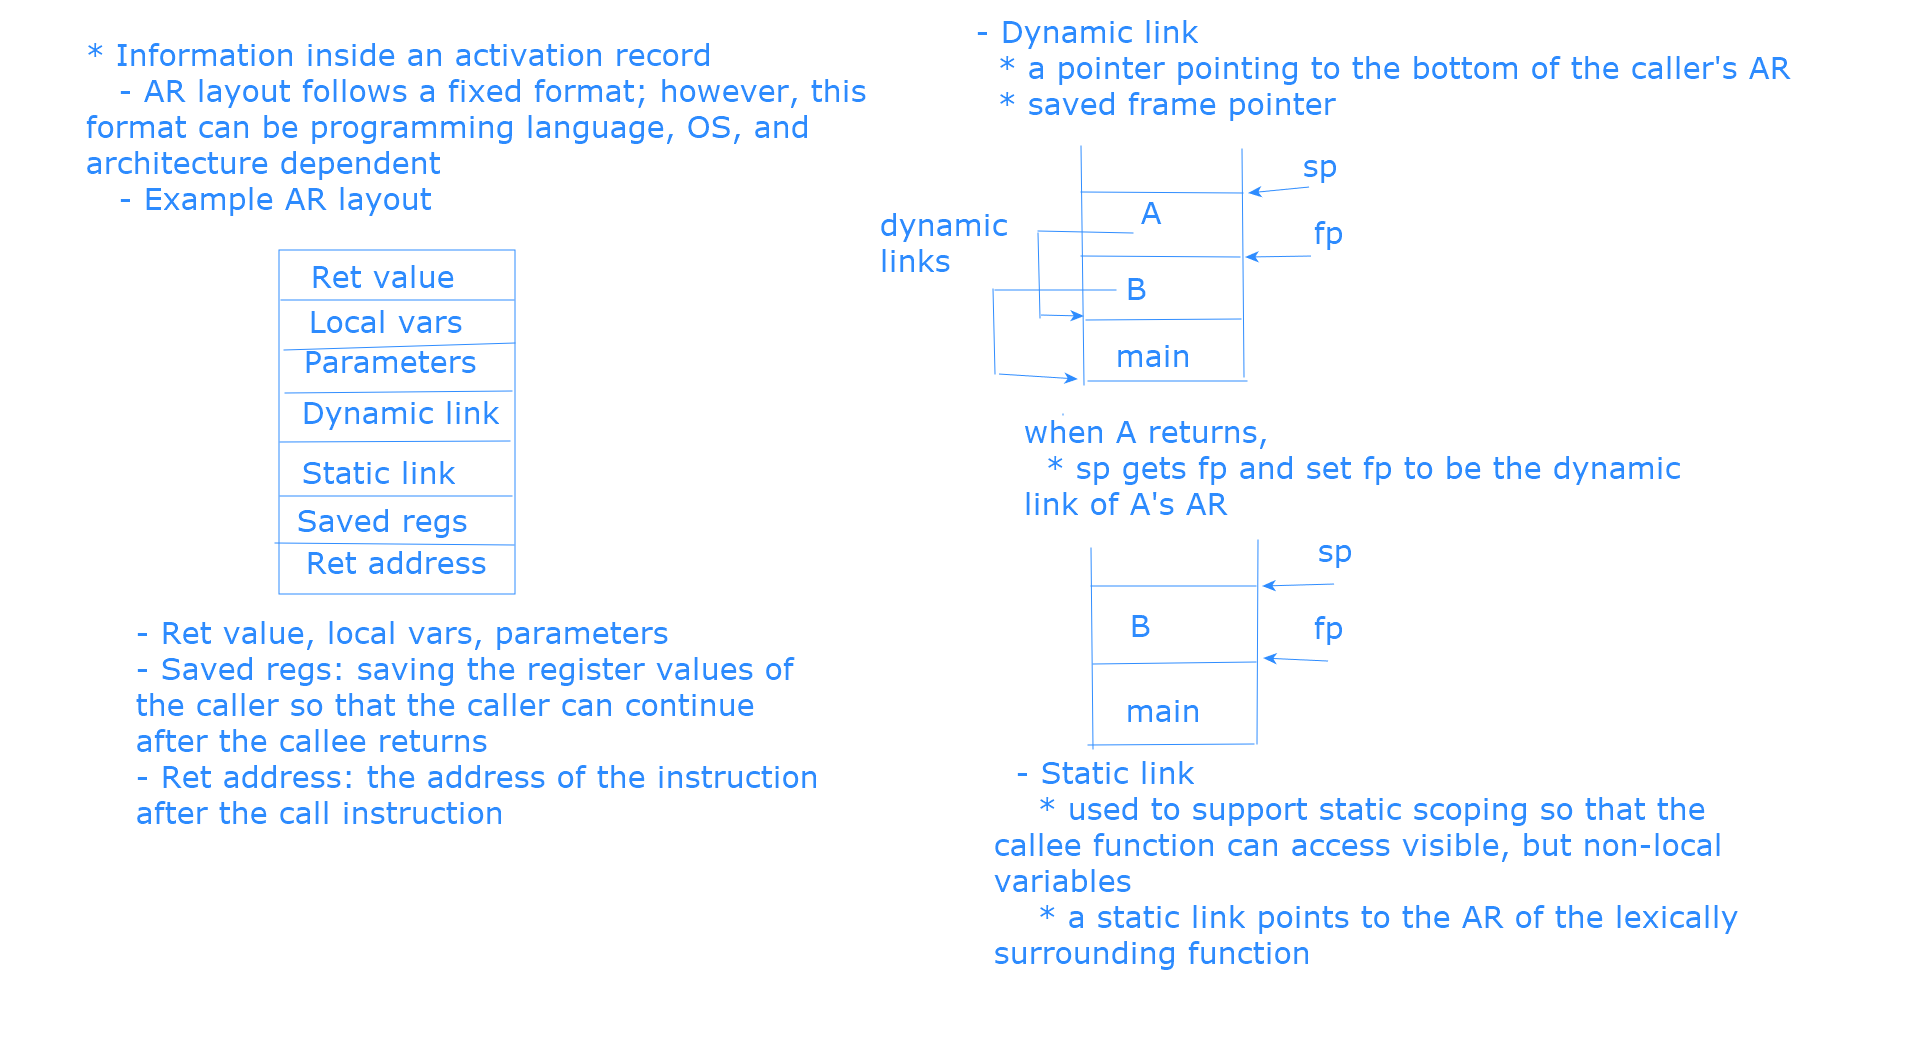 * Information inside an activation record
- AR layout follows a fixed format; however, this
format can be programming language, OS, and
architecture dependent
- Example AR layout
Ret value
Local vars
Parameters
Dynamic link
Static link
Saved regs
Ret address
- Ret value, local vars, parameters
- Saved regs: saving the register values of
the caller so that the caller can continue
after the callee returns
- Ret address: the address of the instruction
after the call instruction
- Dynamic link
* a pointer pointing to the bottom of the caller's AR
* saved frame pointer
sp
A
fp
dynamic
links
B
main
when A returns,
* sp gets fp and set fp to be the dynamic
link of A's AR
sp
B
fp
main
- Static link
* used to support static scoping so that the
callee function can access visible, but non-local
variables
* a static link points to the AR of the lexically
surrounding function